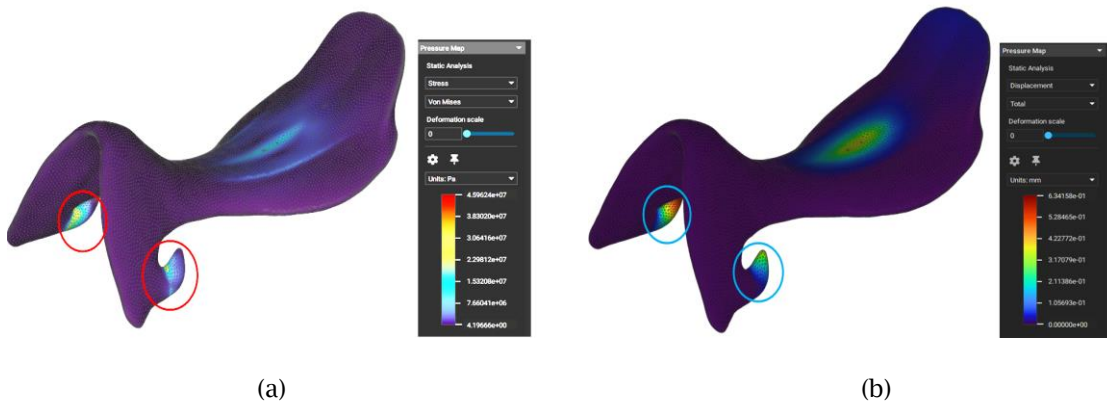 Pressure Map
Static Analysis
Stress
Von Mises
Deformation scale
0
Units: Pa
4.59624e+07
3.83020e+07
3.06416e+07
2.29812e+07
1.53208e+07
7.66041e+06
4.19666e+00
(a)
Pressure Map
Static Analysis
Displacement
Total
Deformation scale
0
Units: mm
6.34158e-01
5.28465e-01
4.22772e-01
3.17079e-01
2.11386e-01
1.05693e-01
0.00000e+00
(b)